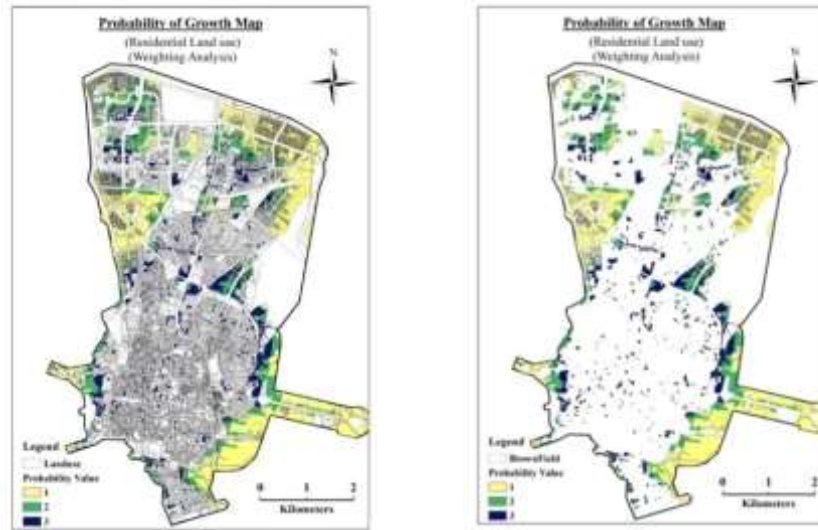 Probability of Growth Map
(Residential Land use)
(Weighting Analysis)
N
Legend
Landuse
Probability Value
1
2
3
0 1 2
Kilometers
Probability of Growth Map
(Residential Land use)
(Weighting Analysis)
N
Legend
BrownField
Probability Value
1
2
3
0 1 2
Kilometers